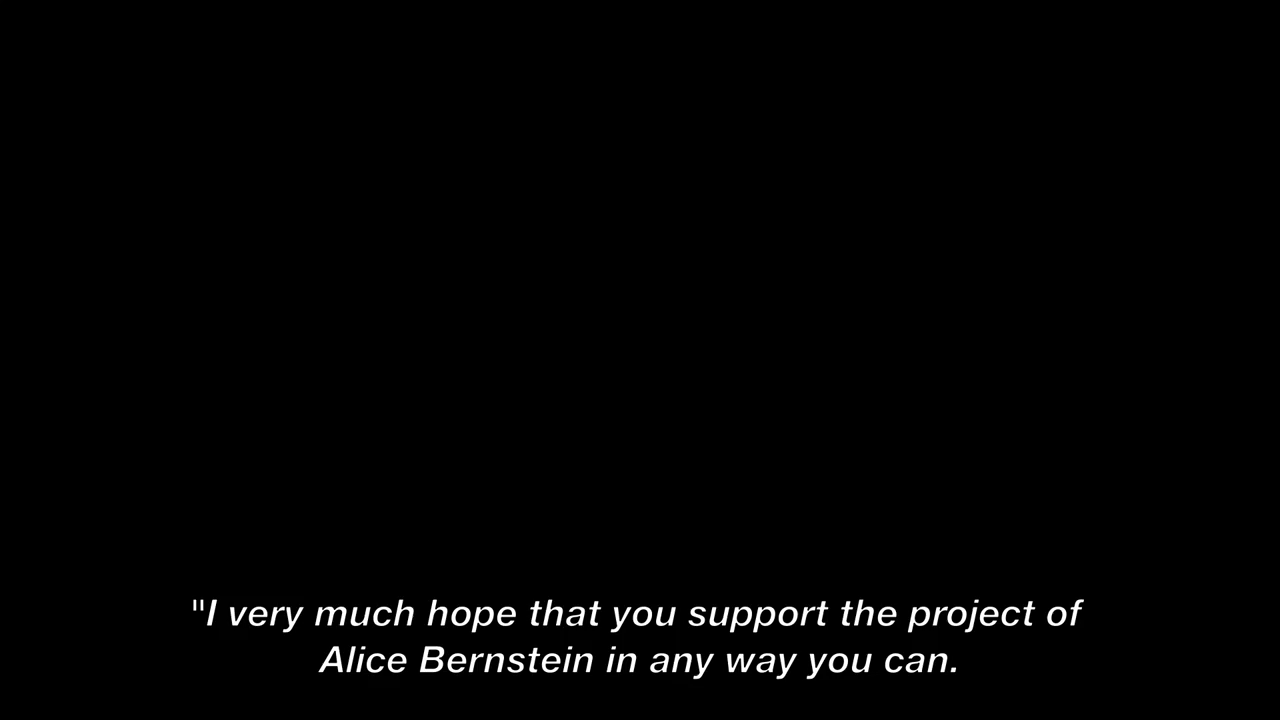 "I very much hope that you support the project of
Alice Bernstein in any way you can.